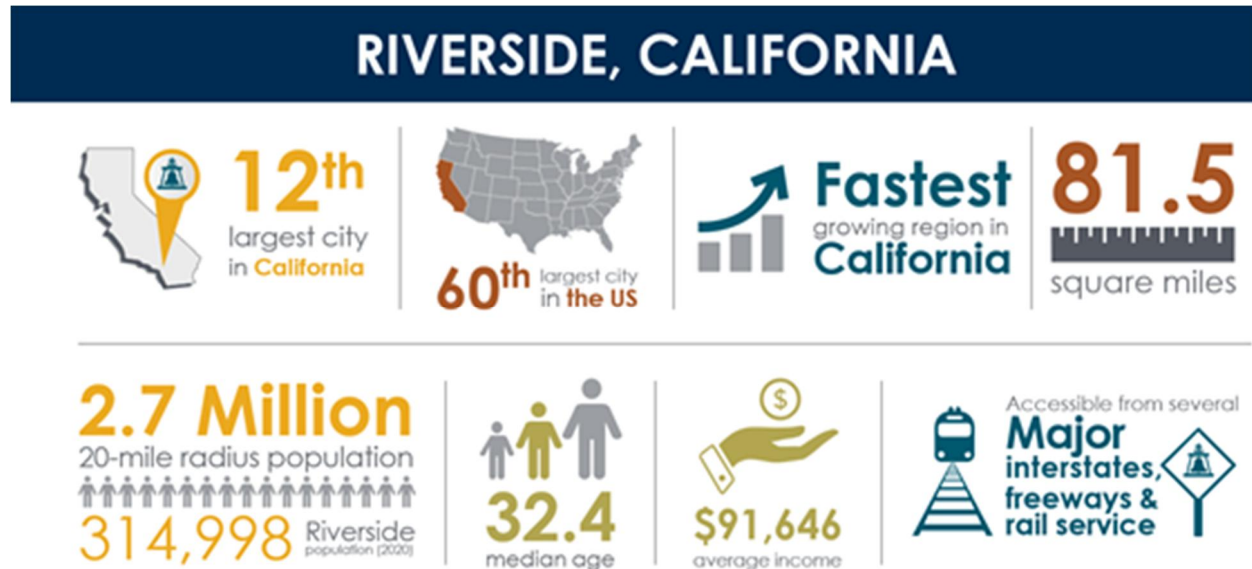 RIVERSIDE, CALIFORNIA
12th
largest city
in California
60th largest city
in the US
Fastest
growing region in
California
81.5
square miles
2.7 Million
20-mile radius population
314,998 Riverside
population (2020)
32.4
median age
$
$91,646
average income
Accessible from several
Major
interstates,
freeways &
rail service